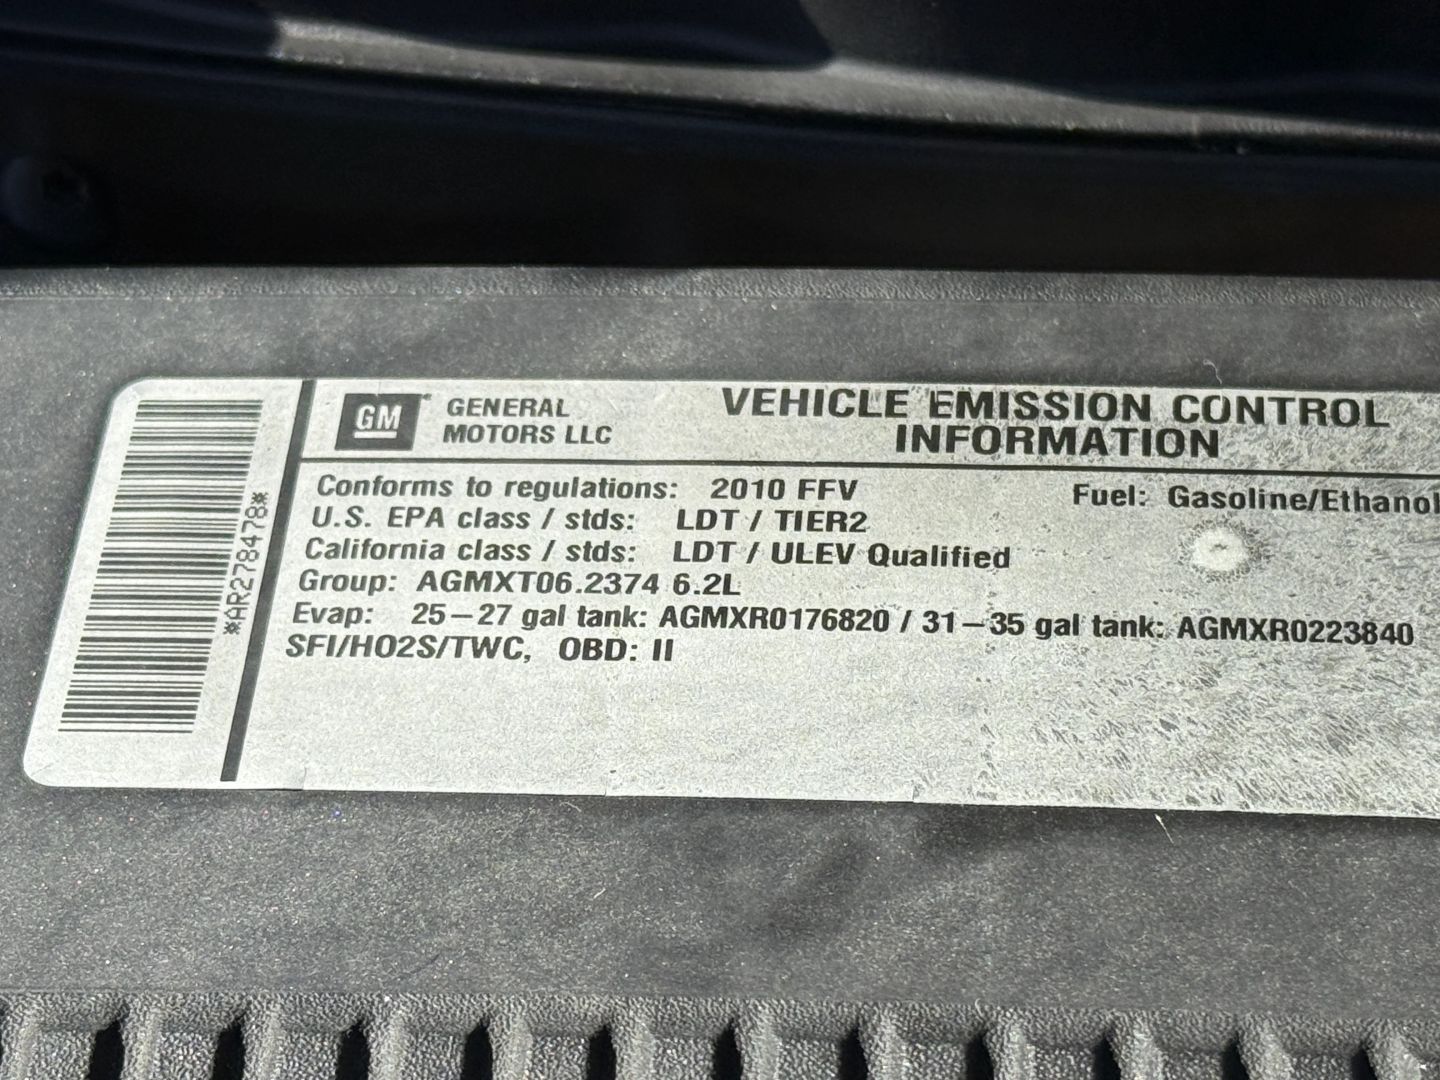 *AR278478*
GM GENERAL MOTORS LLC
VEHICLE EMISSION CONTROL
INFORMATION
Conforms to regulations: 2010 FFV Fuel: Gasoline/Ethanol
U.S. EPA class / stds: LDT / TIER2
California class / stds: LDT / ULEV Qualified
Group: AGMXT06.2374 6.2L
Evap: 25-27 gal tank: AGMXR0176820 / 31-35 gal tank: AGMXR0223840
SFI/HO2S/TWC, OBD: II